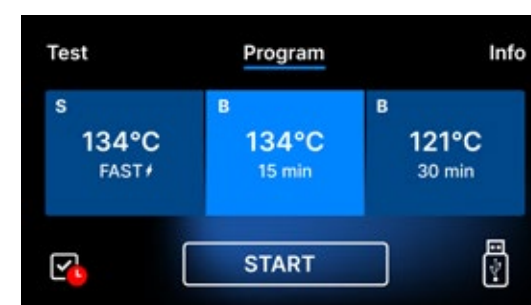 Test Program Info
S B B
134°C 134°C 121°C
FAST 15 min 30 min
START